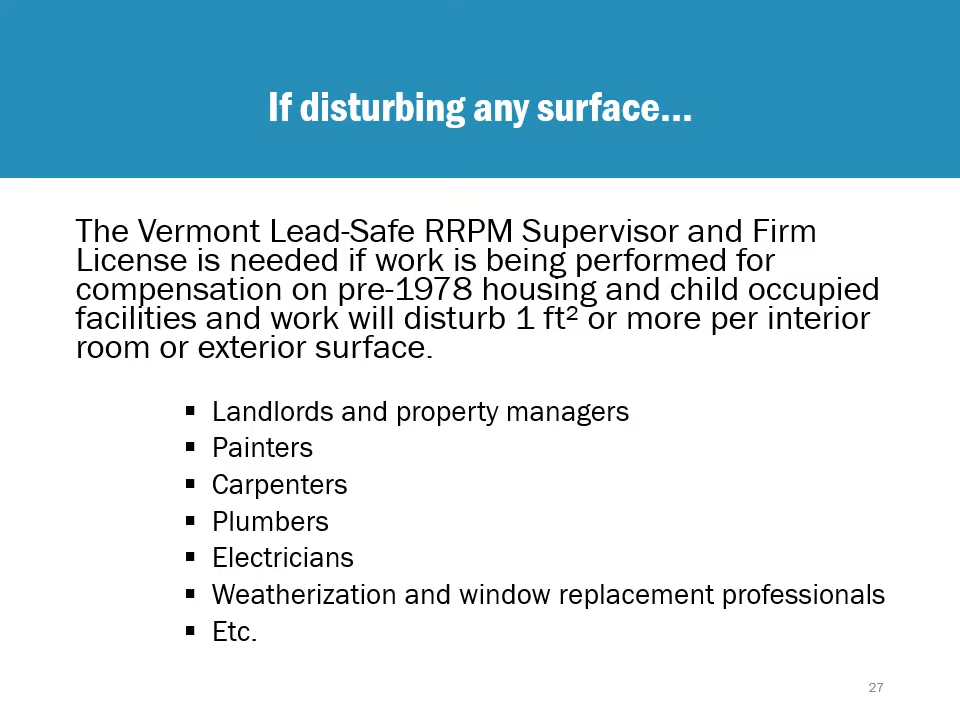 If disturbing any surface...
The Vermont Lead-Safe RRPM Supervisor and Firm
License is needed if work is being performed for
compensation on pre-1978 housing and child occupied
facilities and work will disturb 1 ft² or more per interior
room or exterior surface.
▪ Landlords and property managers
▪ Painters
▪ Carpenters
▪ Plumbers
▪ Electricians
▪ Weatherization and window replacement professionals
▪ Etc.
27